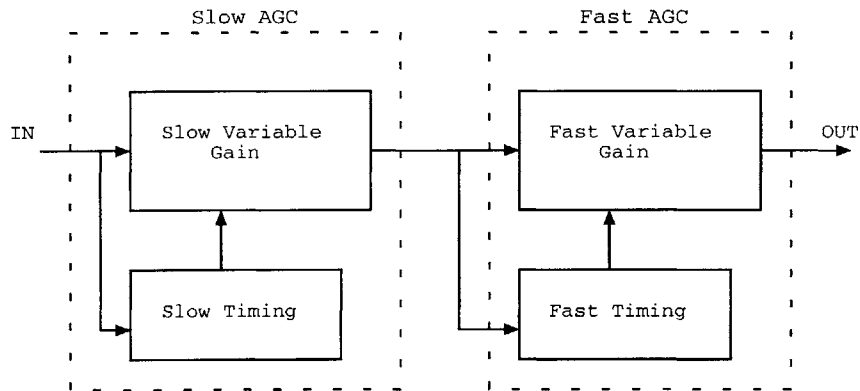 Slow AGC
Fast AGC
IN
Slow Variable
Gain
Fast Variable
Gain
OUT
Slow Timing
Fast Timing